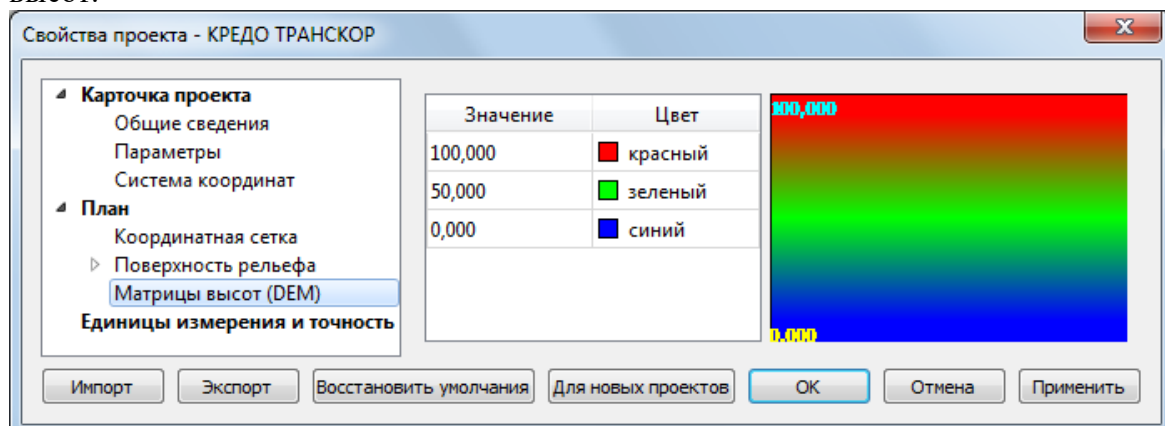 высот.
Свойства проекта - КРЕДО ТРАНСКОР
Карточка проекта
Общие сведения
Параметры
Система координат
План
Координатная сетка
Поверхность рельефа
Матрицы высот (DEM)
Единицы измерения и точность
Значение Цвет
100,000 красный
50,000 зеленый
0,000 синий
100,000
0.000
Импорт Экспорт Восстановить умолчания Для новых проектов ОК Отмена Применить